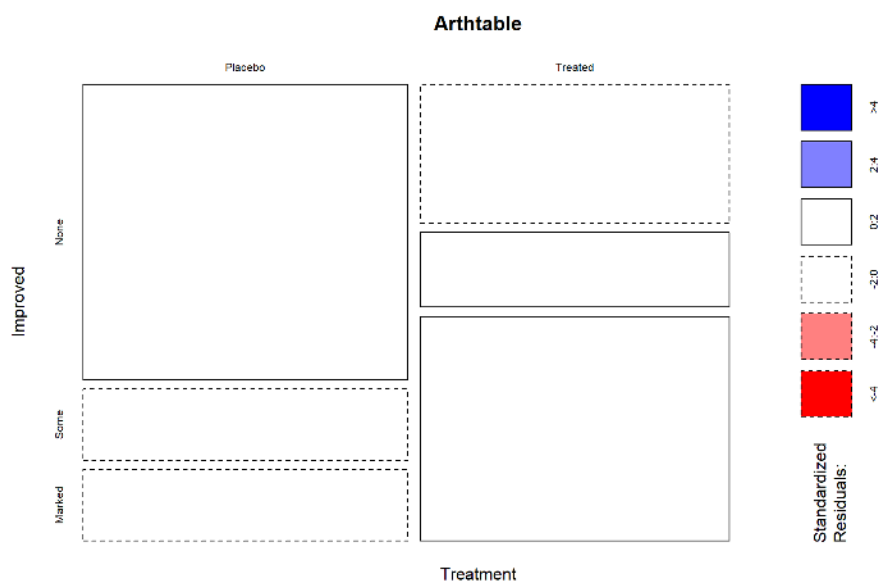 Arthtable
Placebo
Treated
None
Some
Marked
Improved
Treatment
>4
2:4
0:2
-2:0
-4:-2
<-4
Standardized
Residuals: